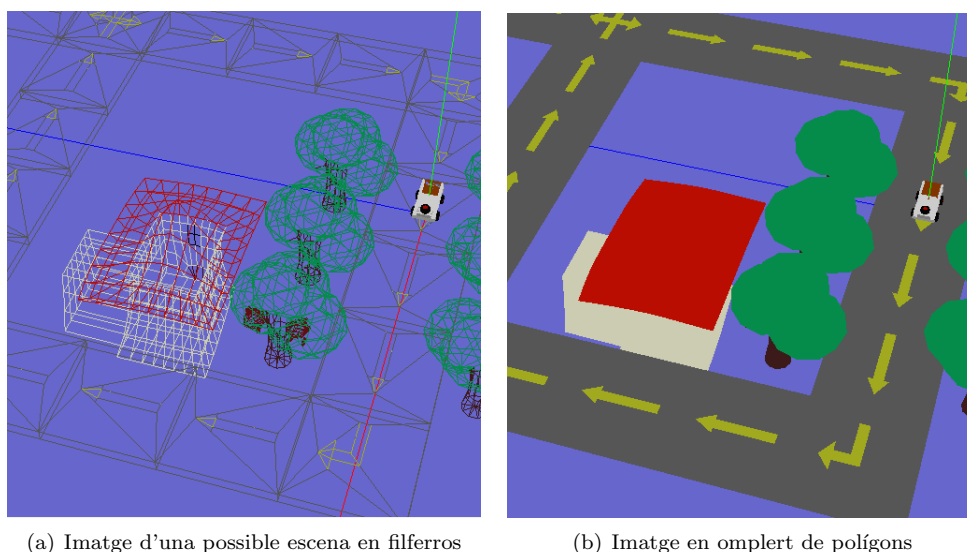 (a) Imatge d'una possible escena en filferros
(b) Imatge en omplert de polígons